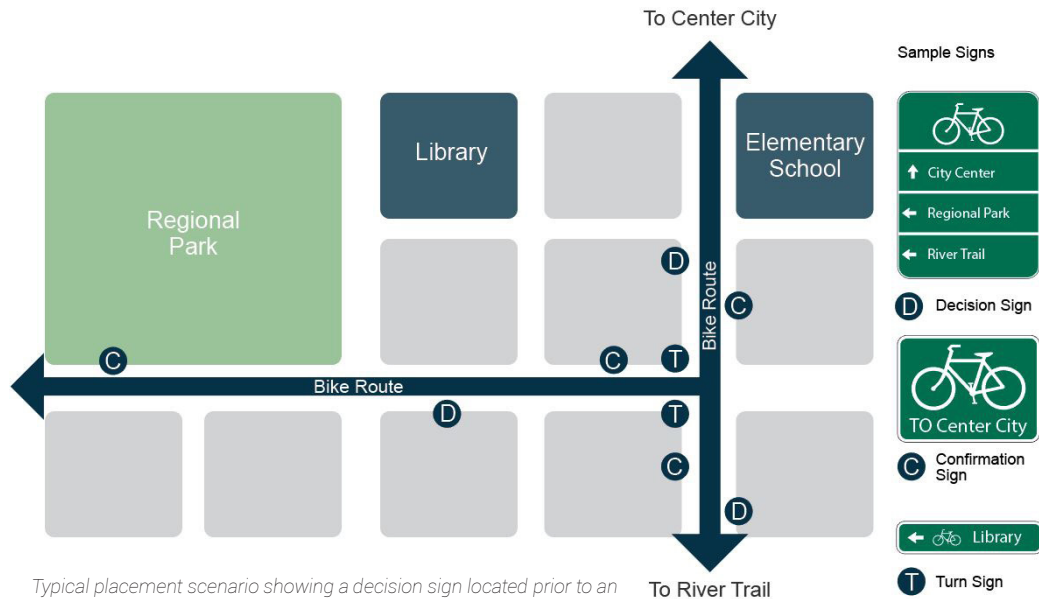 To Center City
Sample Signs
Library
Elementary
School
Regional
Park
City Center
Regional Park
River Trail
D
D Decision Sign
Bike Route
C
C
C
T
Bike Route
TO Center City
D
T
C
C Confirmation
Sign
D
Library
Typical placement scenario showing a decision sign located prior to an
To River Trail
T Turn Sign